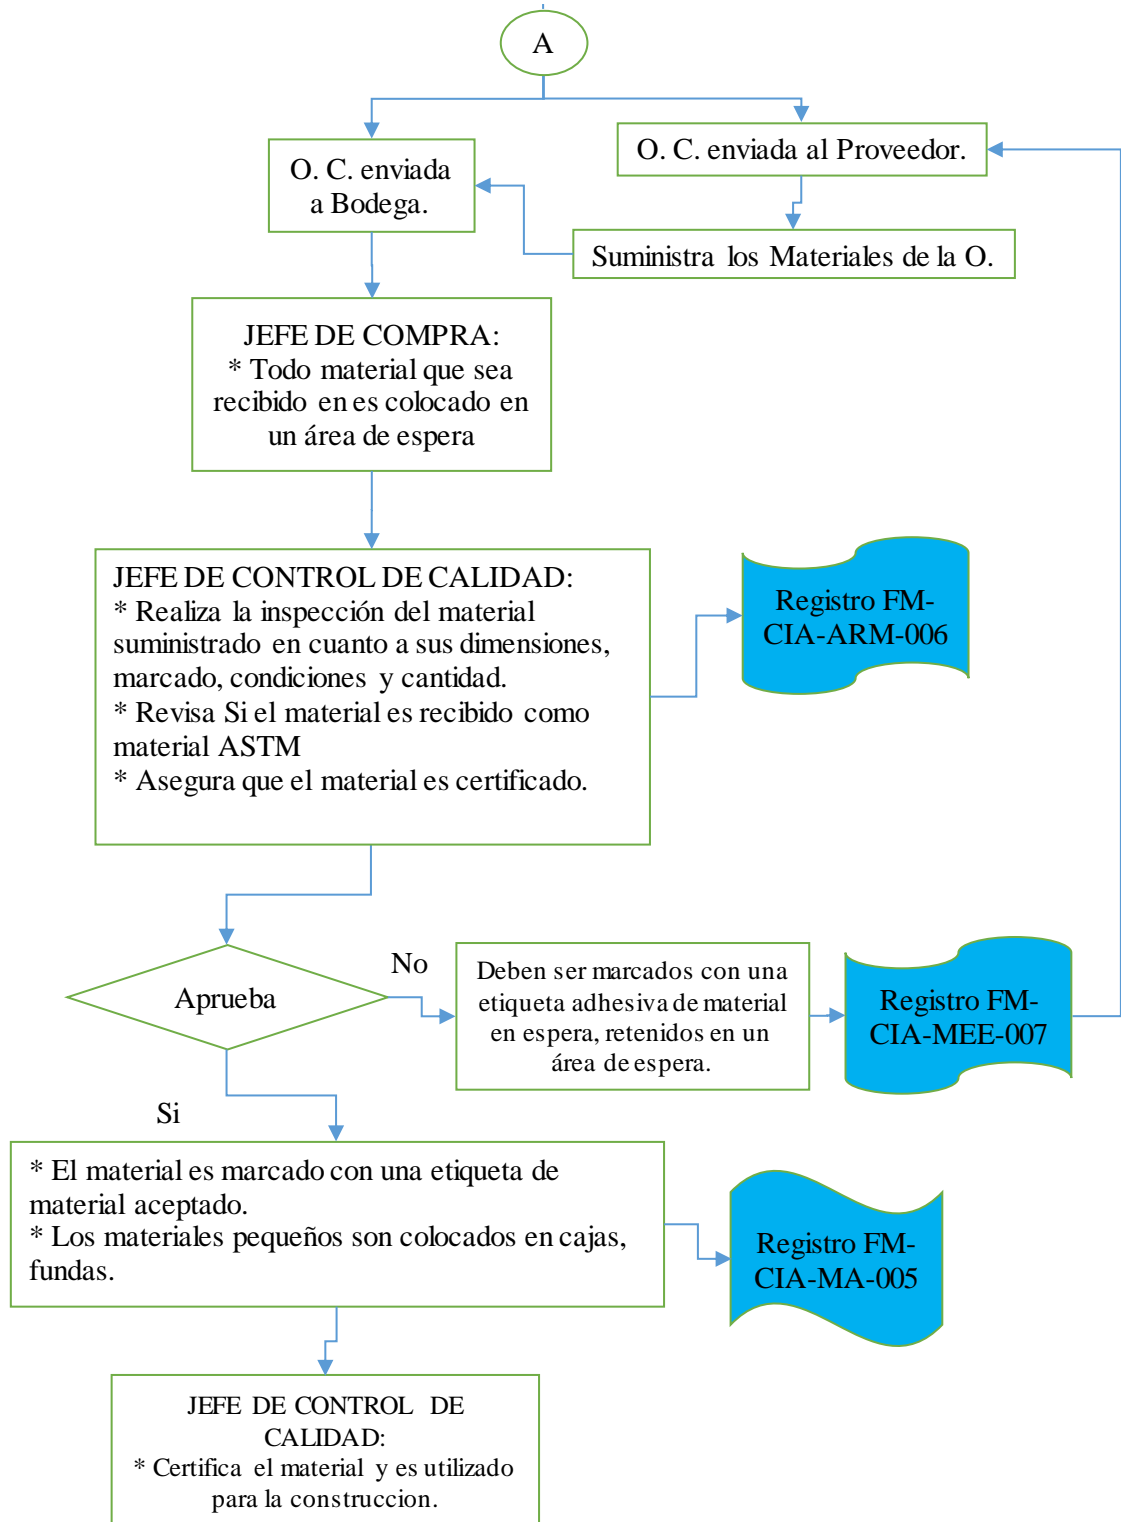 A
O. C. enviada
a Bodega.
O. C. enviada al Proveedor.
Suministra los Materiales de la O.
JEFE DE COMPRA:
* Todo material que sea
recibido en es colocado en
un área de espera
JEFE DE CONTROL DE CALIDAD:
* Realiza la inspección del material
suministrado en cuanto a sus dimensiones,
marcado, condiciones y cantidad.
* Revisa Si el material es recibido como
material ASTM
* Asegura que el material es certificado.
Registro FM-
CIA-ARM-006
Aprueba
No
Deben ser marcados con una
etiqueta adhesiva de material
en espera, retenidos en un
área de espera.
Registro FM-
CIA-MEE-007
Si
* El material es marcado con una etiqueta de
material aceptado.
* Los materiales pequeños son colocados en cajas,
fundas.
Registro FM-
CIA-MA-005
JEFE DE CONTROL DE
CALIDAD:
* Certifica el material y es utilizado
para la construccion.